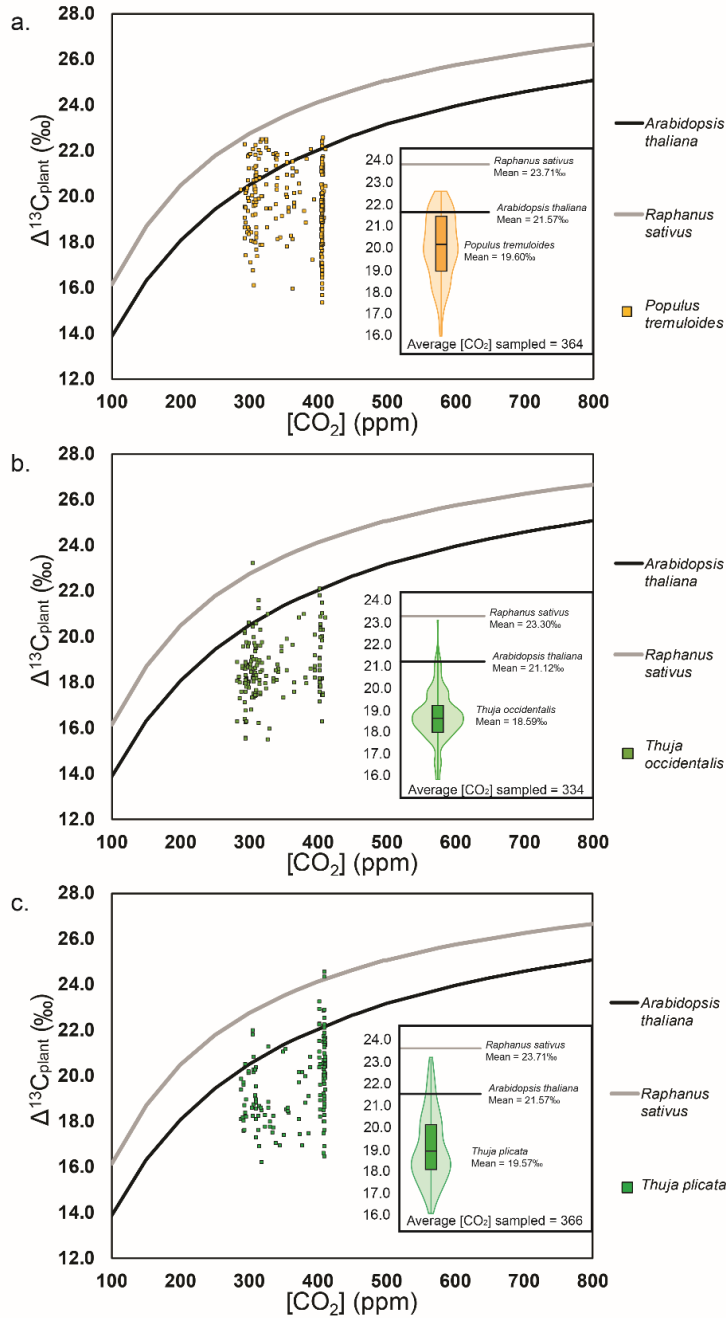 a.
28.0
26.0
24.0
22.0
20.0
18.0
16.0
14.0
12.0
Δ¹³Cplant (‰)
100 200 300 400 500 600 700 800
[CO₂] (ppm)
24.0
23.0
22.0
21.0
20.0
19.0
18.0
17.0
16.0
Raphanus sativus
Mean = 23.71‰
Arabidopsis thaliana
Mean = 21.57‰
Populus tremuloides
Mean = 19.60‰
Average [CO₂] sampled = 364
Arabidopsis
thaliana
Raphanus
sativus
Populus
tremuloides
b.
28.0
26.0
24.0
22.0
20.0
18.0
16.0
14.0
12.0
Δ¹³Cplant (‰)
100 200 300 400 500 600 700 800
[CO₂] (ppm)
24.0
23.0
22.0
21.0
20.0
19.0
18.0
17.0
16.0
Raphanus sativus
Mean = 23.30‰
Arabidopsis thaliana
Mean = 21.12‰
Thuja occidentalis
Mean = 18.59‰
Average [CO₂] sampled = 334
Arabidopsis
thaliana
Raphanus
sativus
Thuja
occidentalis
c.
28.0
26.0
24.0
22.0
20.0
18.0
16.0
14.0
12.0
Δ¹³Cplant (‰)
100 200 300 400 500 600 700 800
[CO₂] (ppm)
24.0
23.0
22.0
21.0
20.0
19.0
18.0
17.0
16.0
Raphanus sativus
Mean = 23.71‰
Arabidopsis thaliana
Mean = 21.57‰
Thuja plicata
Mean = 19.57‰
Average [CO₂] sampled = 366
Arabidopsis
thaliana
Raphanus
sativus
Thuja plicata